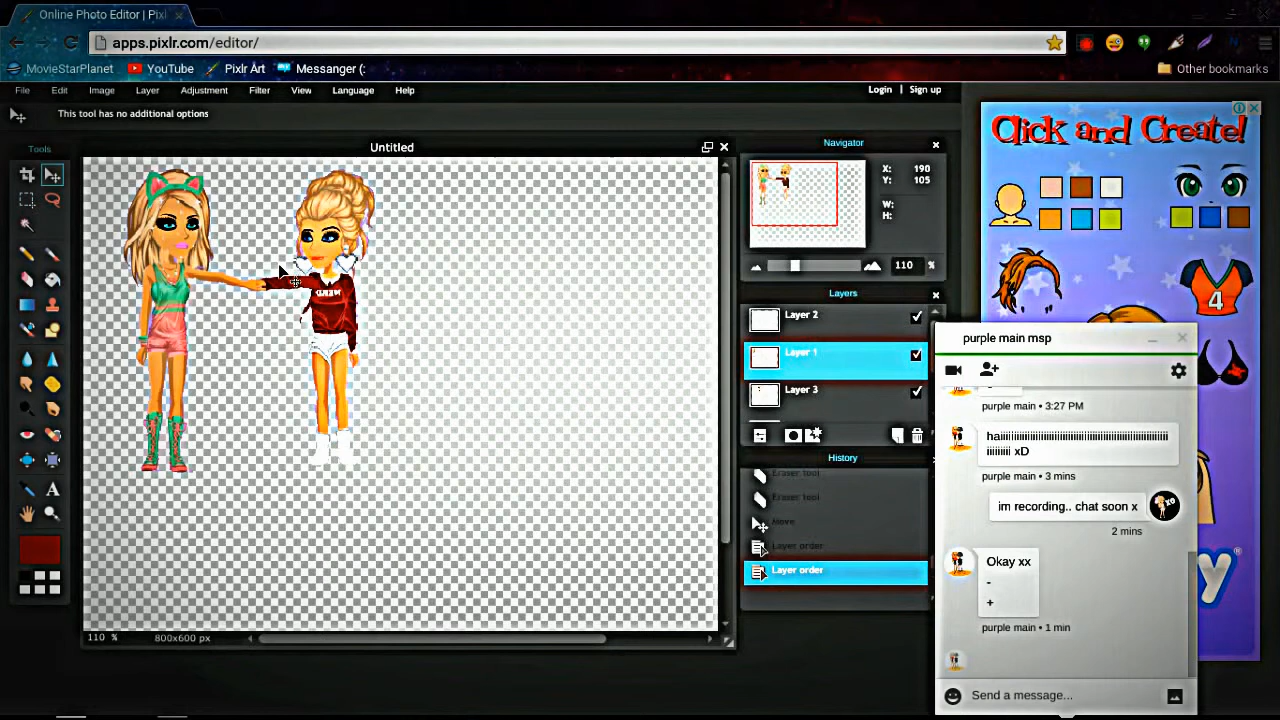 Online Photo Editor | Pixl
apps.pixlr.com/editor/
MovieStarPlanet
YouTube
Pixlr Art
Messanger (:
Other bookmarks
File
Edit
Image
Layer
Adjustment
Filter
View
Language
Help
Login | Sign up
This tool has no additional options
Tools
Untitled
110 %
800x600 px
Navigator
X: 190
Y: 105
W:
H:
110 %
Layers
Layer 2
Layer 1
Layer 3
History
Eraser tool
Eraser tool
Move
Layer order
Layer order
Click and Create!
4
y®
purple main msp
purple main • 3:27 PM
haiiiiiiiiiiiiiiiiiiiiiiiiiiiiiiiiiiiiiiiiiiiiiiiiiiiiiii
iiiiiiiii xD
purple main • 3 mins
im recording.. chat soon x
XO
2 mins
Okay xx
-
+
purple main • 1 min
Send a message...